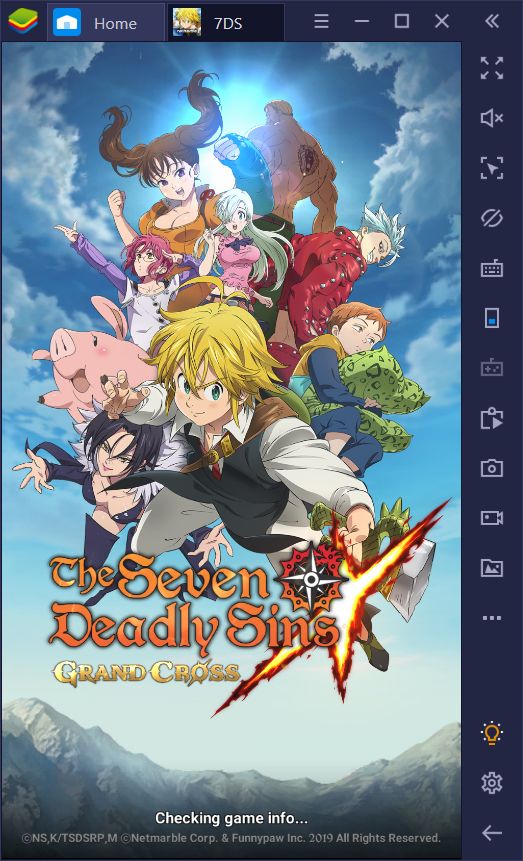 Home
7DS
The Seven
Deadly Sins
GRAND CROSS
Checking game info...
©NS,K/TSDSRP,M ©Netmarble Corp. & Funnypaw Inc. 2019 All Rights Reserved.